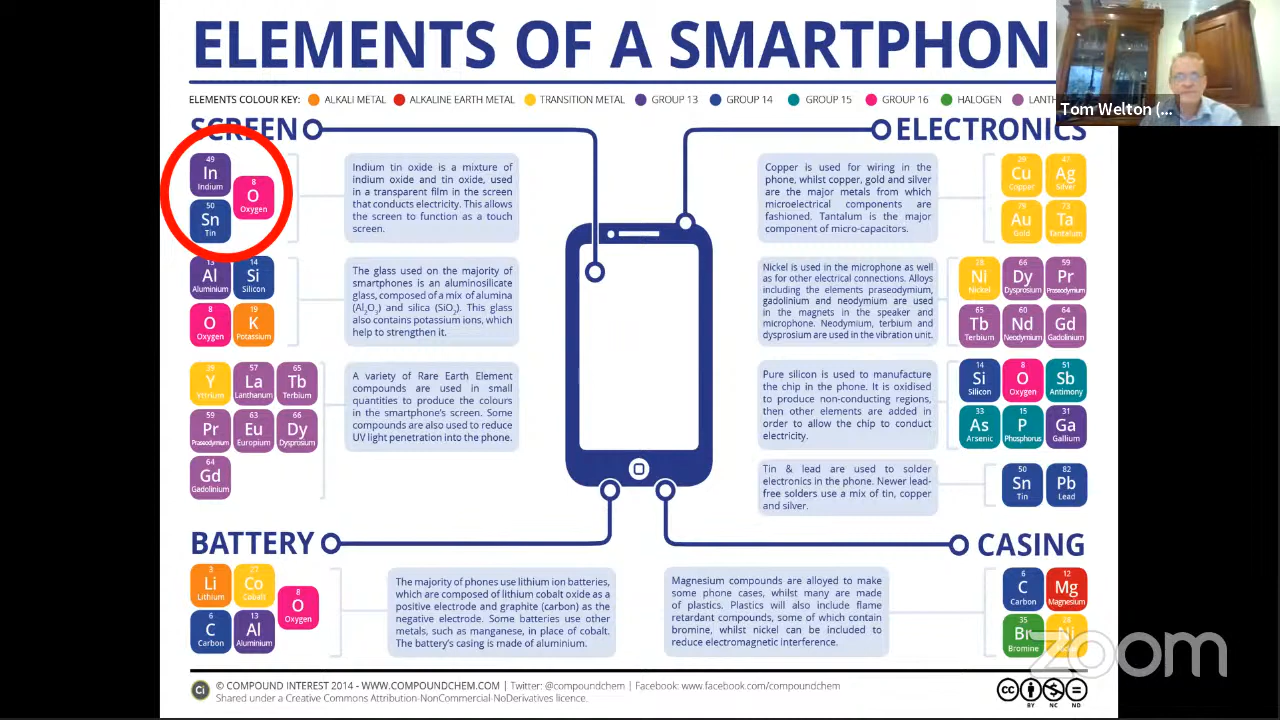 ELEMENTS OF A SMARTPHON
ELEMENTS COLOUR KEY: ALKALI METAL ALKALINE EARTH METAL TRANSITION METAL GROUP 13 GROUP 14 GROUP 15 GROUP 16 HALOGEN LANTH
Tom Welton (...
SCREEN
49
In
Indium
8
O
Oxygen
50
Sn
Tin
Indium tin oxide is a mixture of
indium oxide and tin oxide, used
in a transparent film in the screen
that conducts electricity. This allows
the screen to function as a touch
screen.
13
Al
Aluminium
14
Si
Silicon
8
O
Oxygen
19
K
Potassium
The glass used on the majority of
smartphones is an aluminosilicate
glass, composed of a mix of alumina
(Al₂O₃) and silica (SiO₂). This glass
also contains potassium ions, which
help to strengthen it.
39
Y
Yttrium
57
La
Lanthanum
65
Tb
Terbium
59
Pr
Praseodymium
63
Eu
Europium
66
Dy
Dysprosium
64
Gd
Gadolinium
A variety of Rare Earth Element
compounds are used in small
quantities to produce the colours
in the smartphone's screen. Some
compounds are also used to reduce
UV light penetration into the phone.
ELECTRONICS
Copper is used for wiring in the
phone, whilst copper, gold and silver
are the major metals from which
microelectrical components are
fashioned. Tantalum is the major
component of micro-capacitors.
29
Cu
Copper
47
Ag
Silver
79
Au
Gold
73
Ta
Tantalum
Nickel is used in the microphone as well
as for other electrical connections. Alloys
including the elements praseodymium,
gadolinium and neodymium are used
in the magnets in the speaker and
microphone. Neodymium, terbium and
dysprosium are used in the vibration unit.
28
Ni
Nickel
66
Dy
Dysprosium
59
Pr
Praseodymium
65
Tb
Terbium
60
Nd
Neodymium
64
Gd
Gadolinium
Pure silicon is used to manufacture
the chip in the phone. It is oxidised
to produce non-conducting regions,
then other elements are added in
order to allow the chip to conduct
electricity.
14
Si
Silicon
8
O
Oxygen
51
Sb
Antimony
33
As
Arsenic
15
P
Phosphorus
31
Ga
Gallium
Tin & lead are used to solder
electronics in the phone. Newer lead-
free solders use a mix of tin, copper
and silver.
50
Sn
Tin
82
Pb
Lead
BATTERY
3
Li
Lithium
27
Co
Cobalt
8
O
Oxygen
6
C
Carbon
13
Al
Aluminium
The majority of phones use lithium ion batteries,
which are composed of lithium cobalt oxide as a
positive electrode and graphite (carbon) as the
negative electrode. Some batteries use other
metals, such as manganese, in place of cobalt.
The battery's casing is made of aluminium.
CASING
Magnesium compounds are alloyed to make
some phone cases, whilst many are made
of plastics. Plastics will also include flame
retardant compounds, some of which contain
bromine, whilst nickel can be included to
reduce electromagnetic interference.
6
C
Carbon
12
Mg
Magnesium
35
Br
Bromine
28
Ni
zoom
Ci
© COMPOUND INTEREST 2014 - WWW.COMPOUNDCHEM.COM | Twitter: @compoundchem | Facebook: www.facebook.com/compoundchem
Shared under a Creative Commons Attribution-NonCommercial-NoDerivatives licence.
CC
BY NC ND